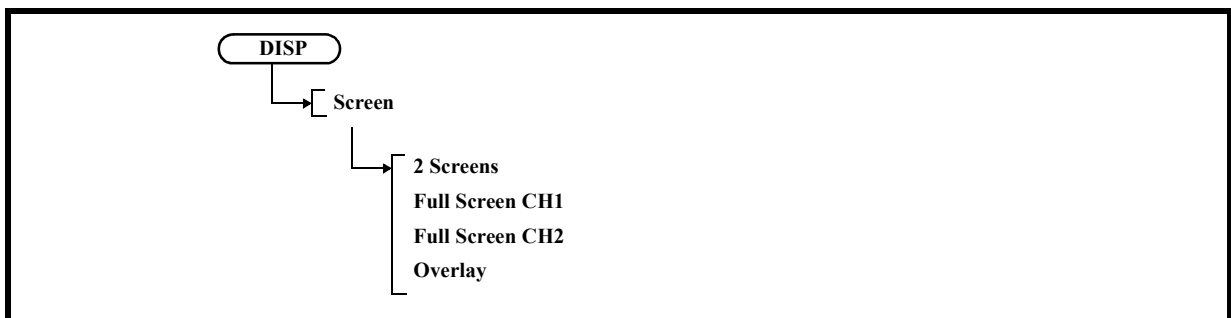 DISP
Screen
2 Screens
Full Screen CH1
Full Screen CH2
Overlay